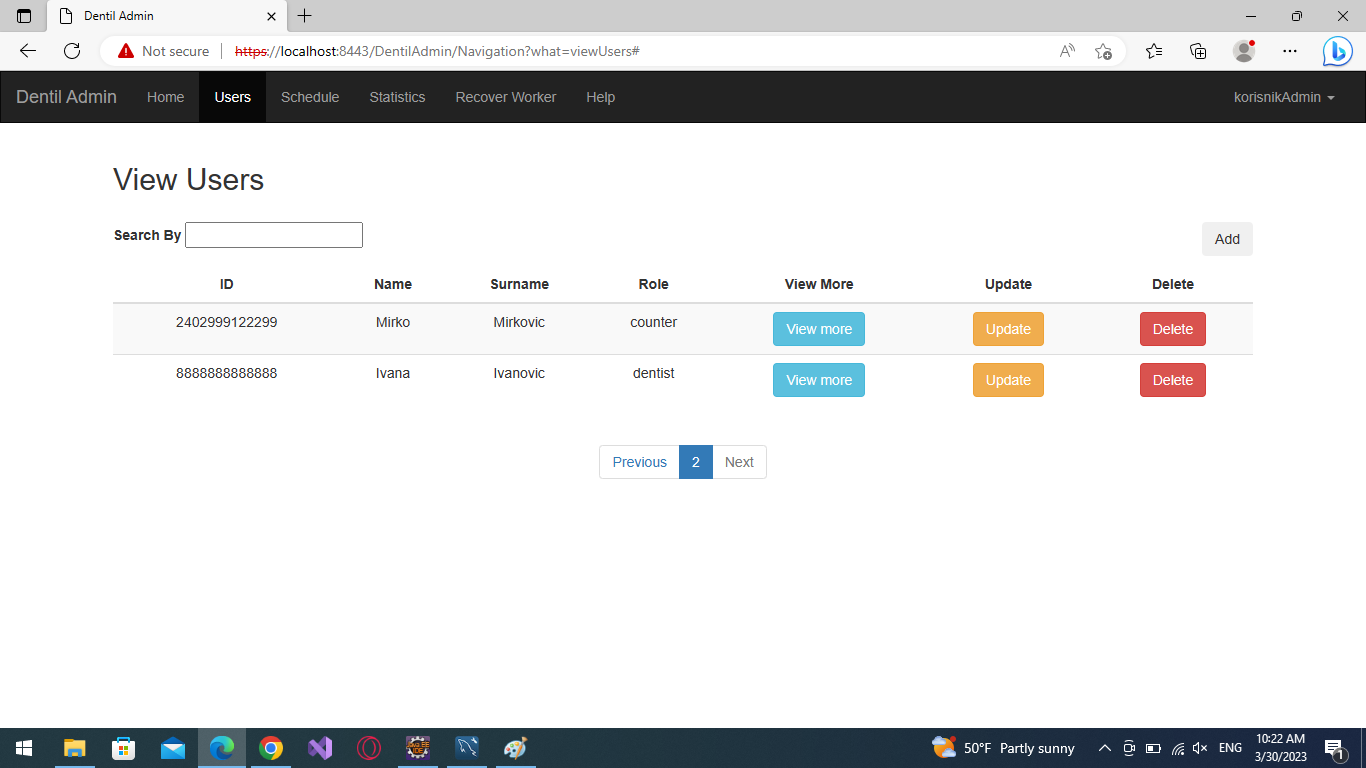 Dentil Admin
Not secure https://localhost:8443/DentilAdmin/Navigation?what=viewUsers#
Dentil Admin Home Users Schedule Statistics Recover Worker Help korisnikAdmin
View Users
Search By Add
ID Name Surname Role View More Update Delete
2402999122299 Mirko Mirkovic counter View more Update Delete
8888888888888 Ivana Ivanovic dentist View more Update Delete
Previous 2 Next
50°F Partly sunny ENG 10:22 AM
3/30/2023 1